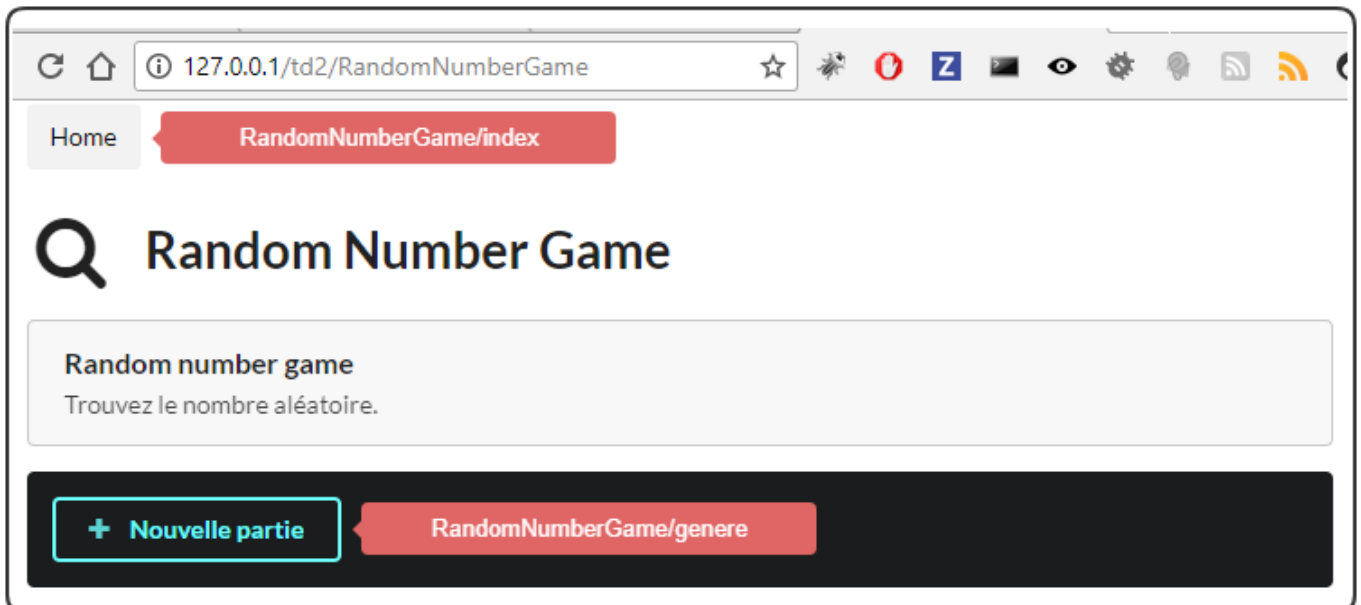 127.0.0.1/td2/RandomNumberGame
Z
Home
RandomNumberGame/index
Random Number Game
Random number game
Trouvez le nombre aléatoire.
+ Nouvelle partie
RandomNumberGame/genere